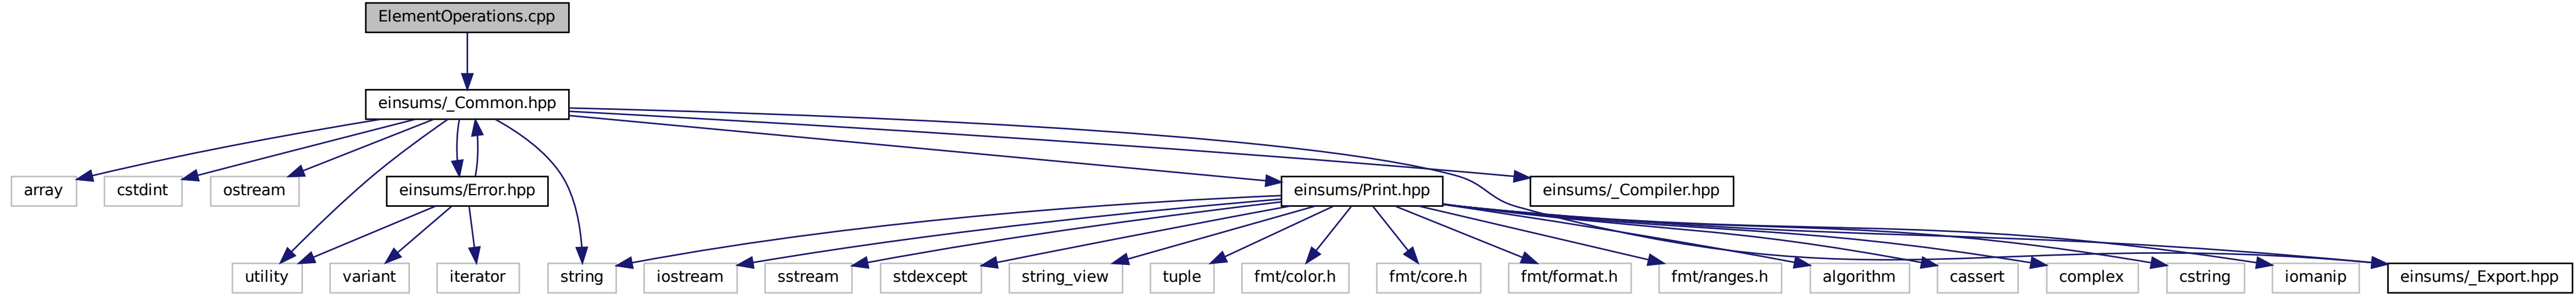 ElementOperations.cpp
einsums/_Common.hpp
array
cstdint
ostream
einsums/Error.hpp
einsums/Print.hpp
einsums/_Compiler.hpp
utility
variant
iterator
string
iostream
sstream
stdexcept
string_view
tuple
fmt/color.h
fmt/core.h
fmt/format.h
fmt/ranges.h
algorithm
cassert
complex
cstring
iomanip
einsums/_Export.hpp